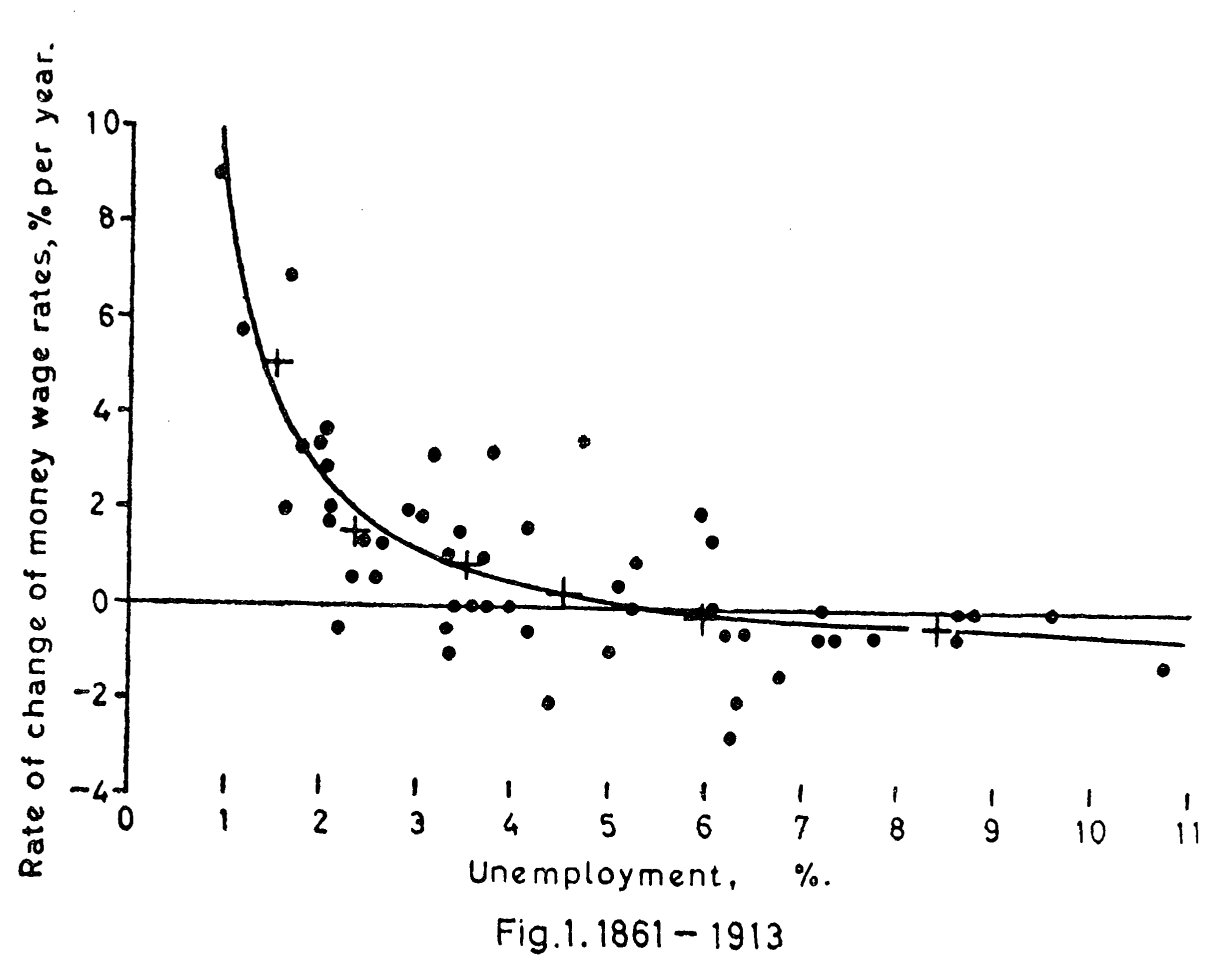 Rate of change of money wage rates, % per year.
10
8
6
4
2
0
-2
-4
0 1 2 3 4 5 6 7 8 9 10 11
Unemployment, %.
Fig.1.1861 - 1913